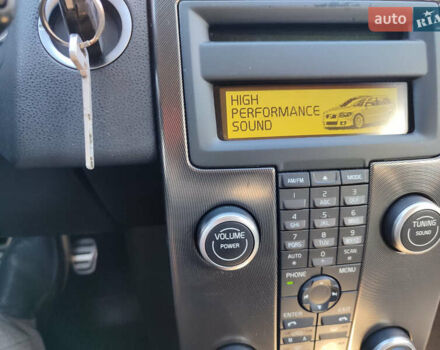 auto RIA
HIGH
PERFORMANCE
SOUND
AM/FM MODE
1 2 ABC 3 DEF
4 GHI 5 JKL 6 MNO
7 PQRS 8 TUV 9 WXYZ
AUTO * 0 SCAN
VOLUME
POWER
TUNING
SOUND
PHONE MENU
ENTER EXIT